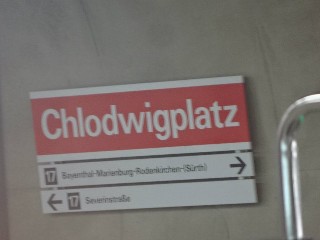 Chlodwigplatz
17 Bayenthal-Marienburg-Rodenkirchen-(Sürth) →
← 17 Severinstraße